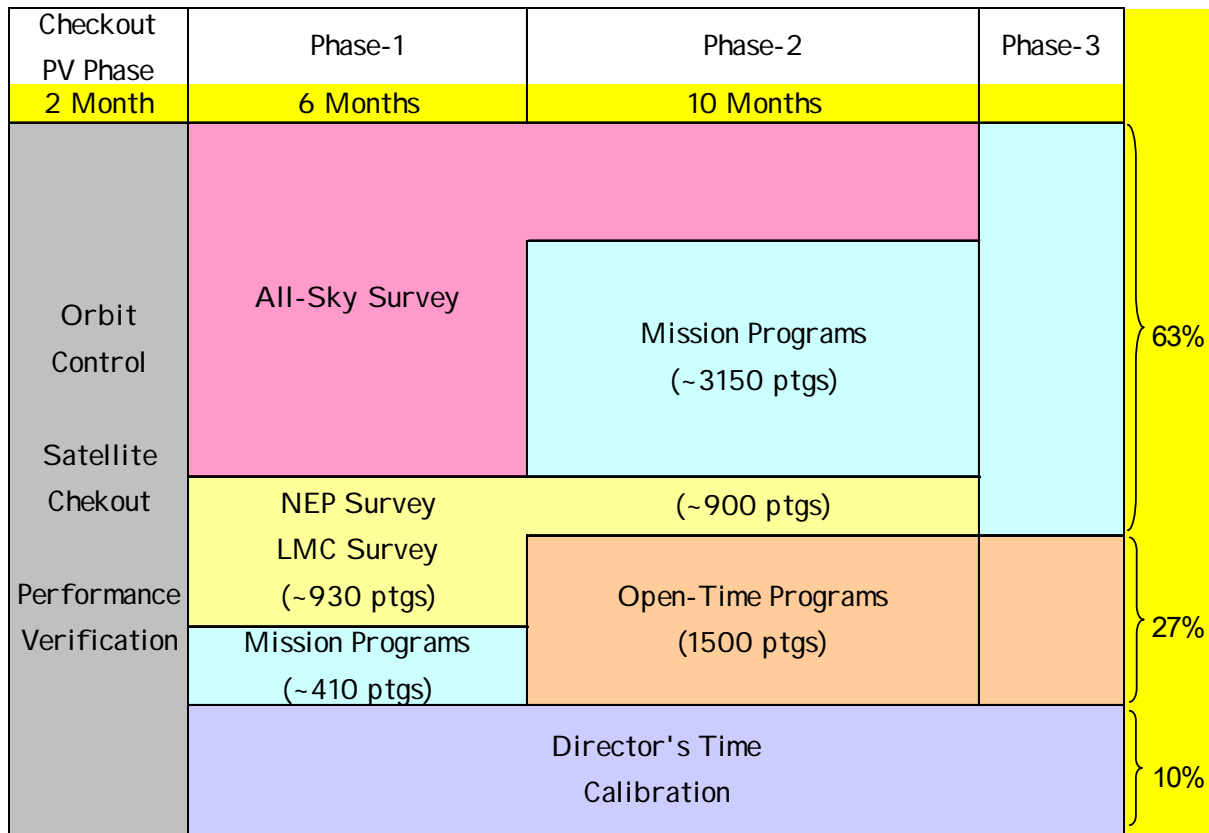 Checkout
PV Phase
Phase-1
Phase-2
Phase-3
2 Month
6 Months
10 Months
Orbit
Control
Satellite
Chekout
Performance
Verification
All-Sky Survey
Mission Programs
(~3150 ptgs)
NEP Survey
LMC Survey
(~930 ptgs)
(~900 ptgs)
Mission Programs
(~410 ptgs)
Open-Time Programs
(1500 ptgs)
Director's Time
Calibration
63%
27%
10%